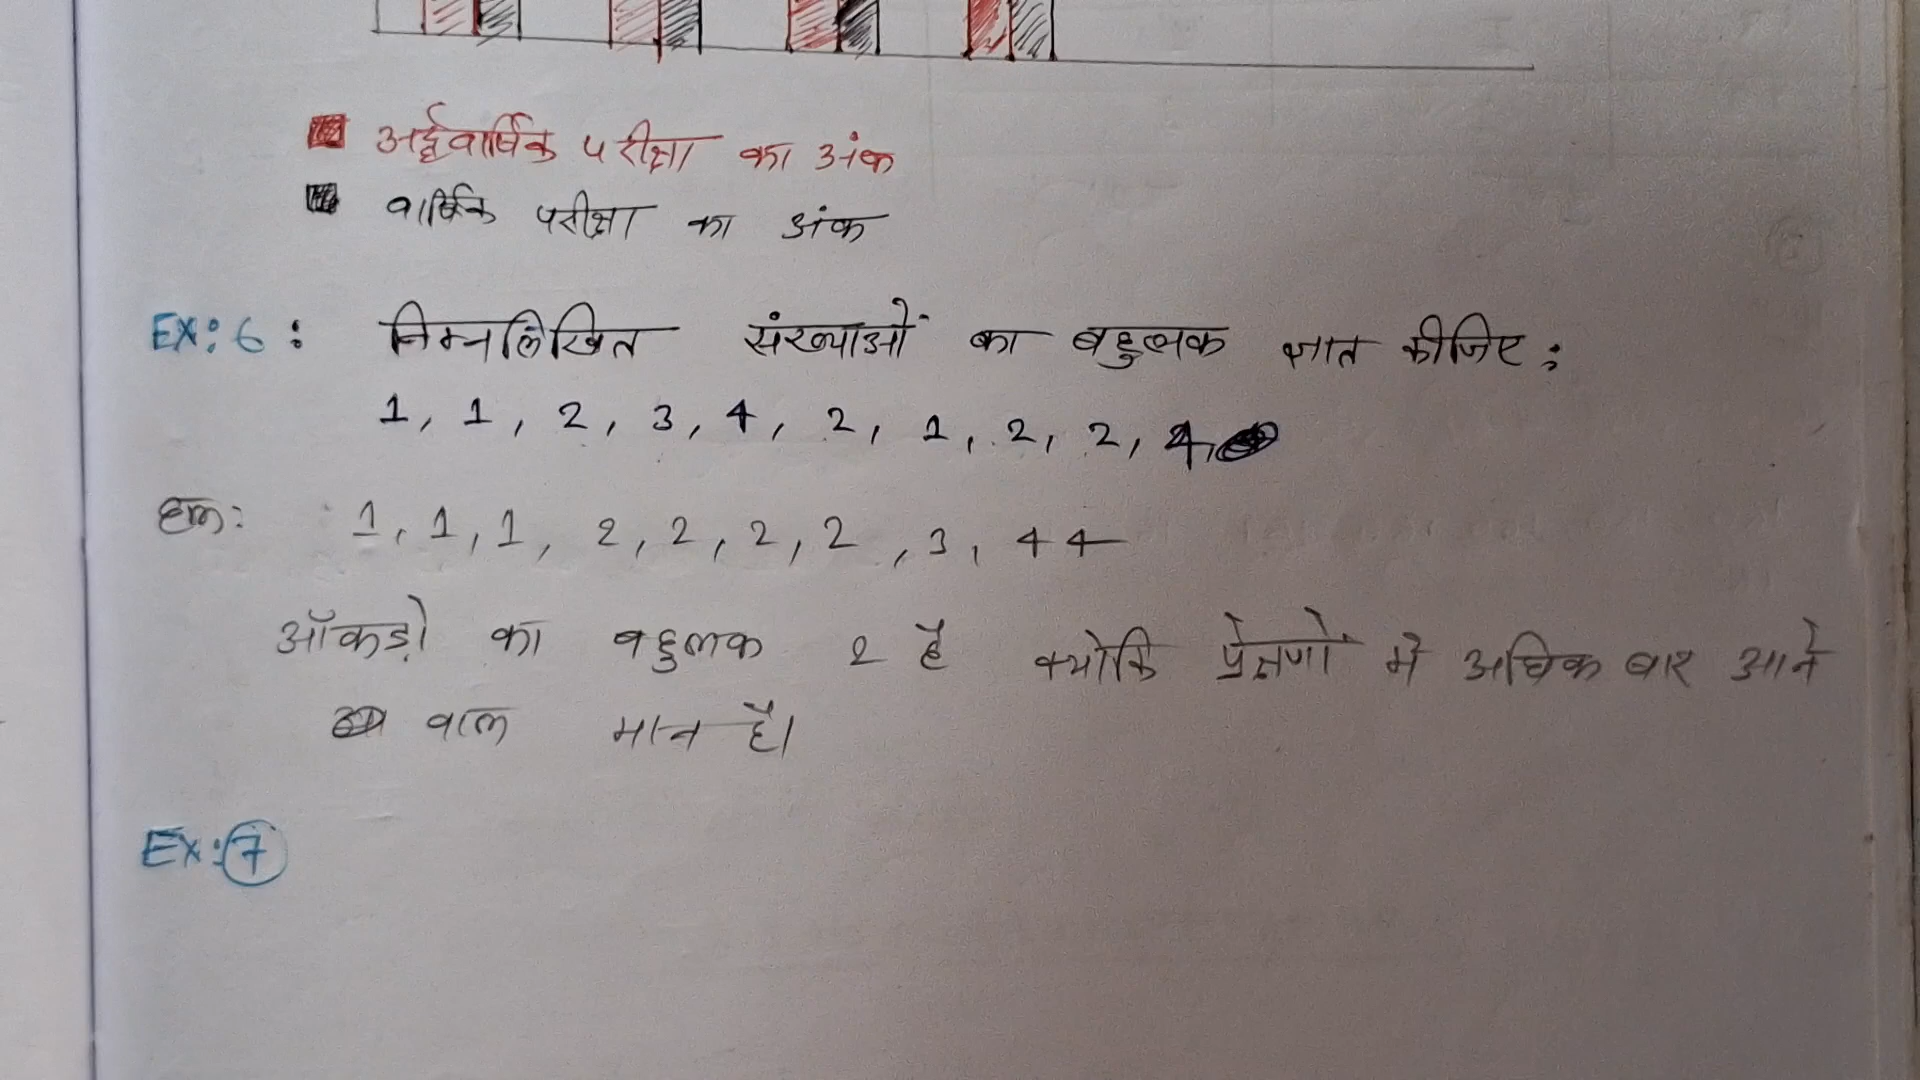 अर्द्धवार्षिक परीक्षा का अंक
वार्षिक परीक्षा का अंक
EX: 6 : निम्नलिखित संख्याओं का बहुलक ज्ञात कीजिए :
1, 1, 2, 3, 4, 2, 1, 2, 2, 4,
हल: 1, 1, 1, 2, 2, 2, 2, 3, 4 4
ऑकड़ो का बहुलक 2 है क्योकि प्रेक्षणों में अधिक बार आने
वाल मान है।
EX: 7